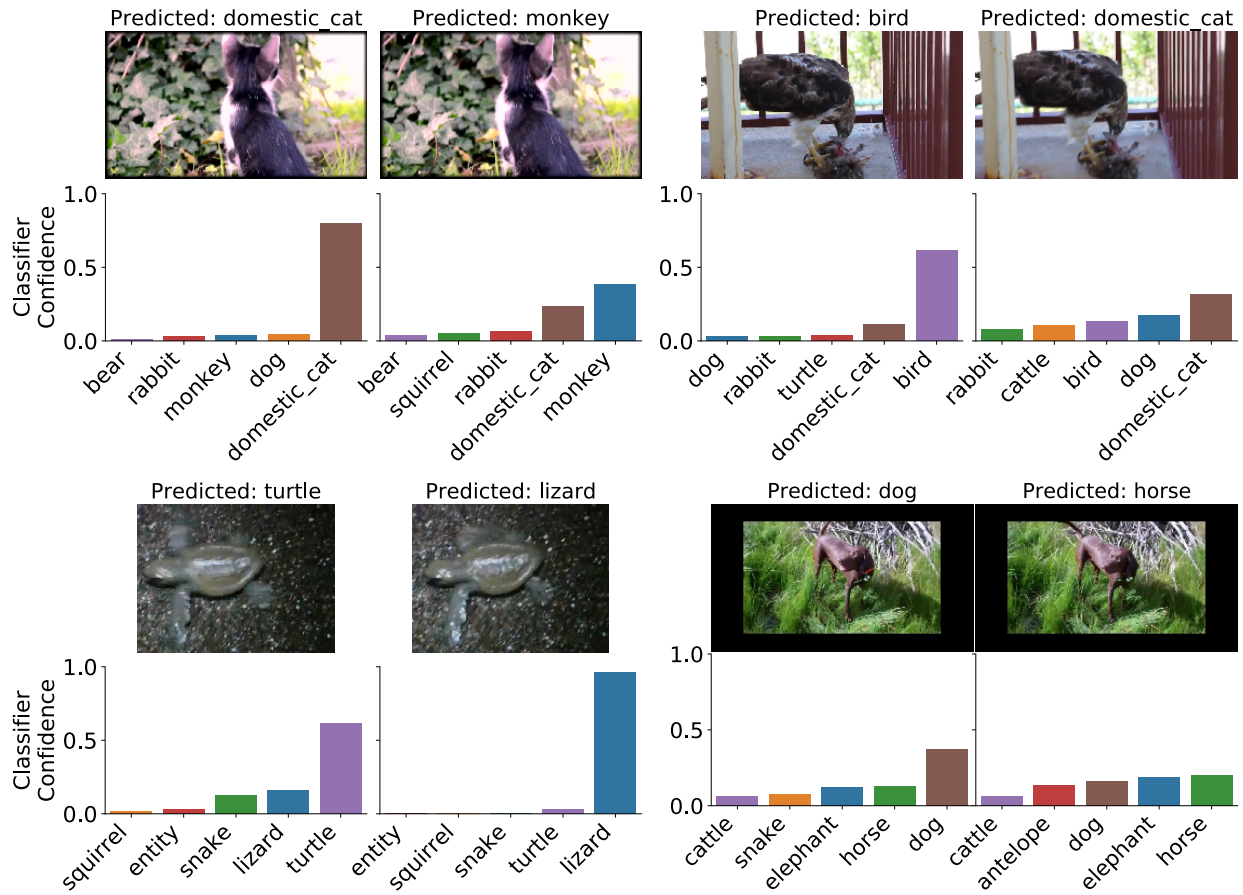 Predicted: domestic_cat
Predicted: monkey
Predicted: bird
Predicted: domestic_cat
Classifier
Confidence
1.0
0.5
0.0
bear
rabbit
monkey
dog
domestic_cat
bear
squirrel
rabbit
domestic_cat
monkey
1.0
0.5
0.0
dog
rabbit
turtle
domestic_cat
bird
rabbit
cattle
bird
dog
domestic_cat
Predicted: turtle
Predicted: lizard
Predicted: dog
Predicted: horse
Classifier
Confidence
1.0
0.5
0.0
squirrel
entity
snake
lizard
turtle
entity
squirrel
snake
turtle
lizard
1.0
0.5
0.0
cattle
snake
elephant
horse
dog
cattle
antelope
dog
elephant
horse